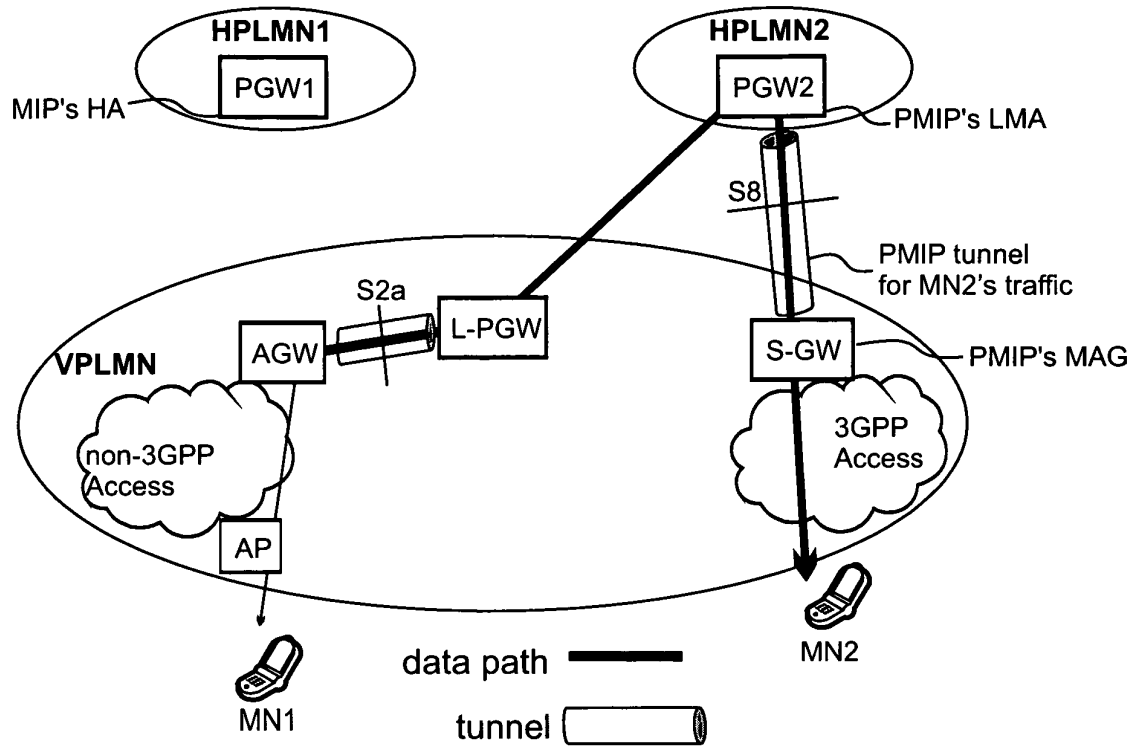 HPLMN1
PGW1
MIP's HA
HPLMN2
PGW2
PMIP's LMA
S8
PMIP tunnel
for MN2's traffic
S2a
L-PGW
AGW
S-GW
PMIP's MAG
VPLMN
non-3GPP
Access
3GPP
Access
AP
MN1
MN2
data path
tunnel